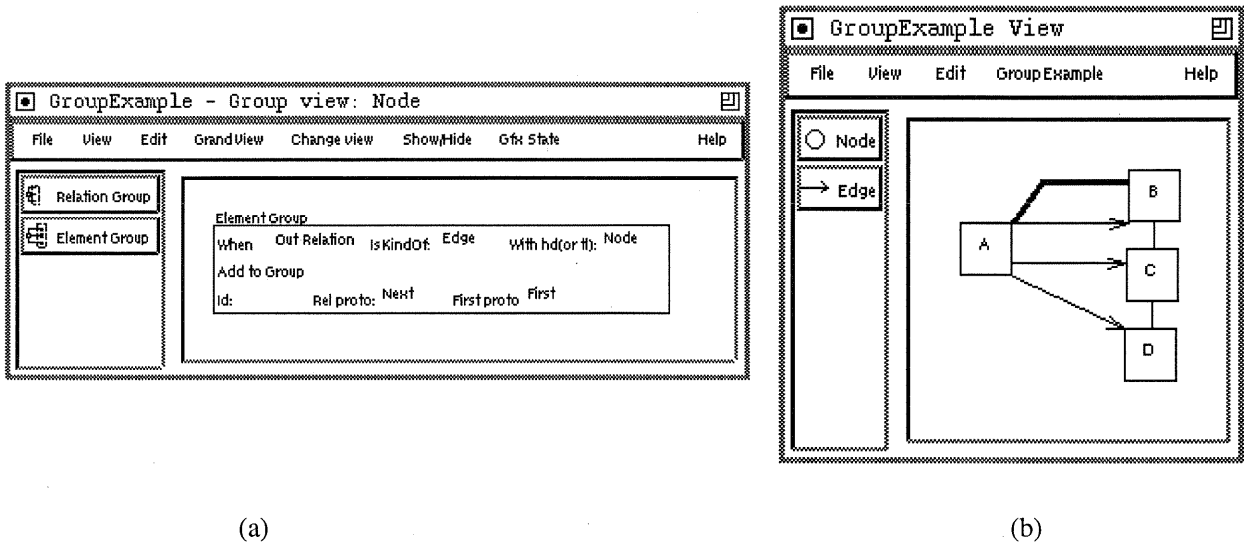 GroupExample - Group view: Node
File View Edit GrandView Change view Show/Hide Gfx State Help
Relation Group
Element Group
Element Group
When Out Relation IsKindOf: Edge With hd(or tl): Node
Add to Group
Id: Rel proto: Next First proto First
(a)
GroupExample View
File View Edit Group Example Help
Node
Edge
A
B
C
D
(b)